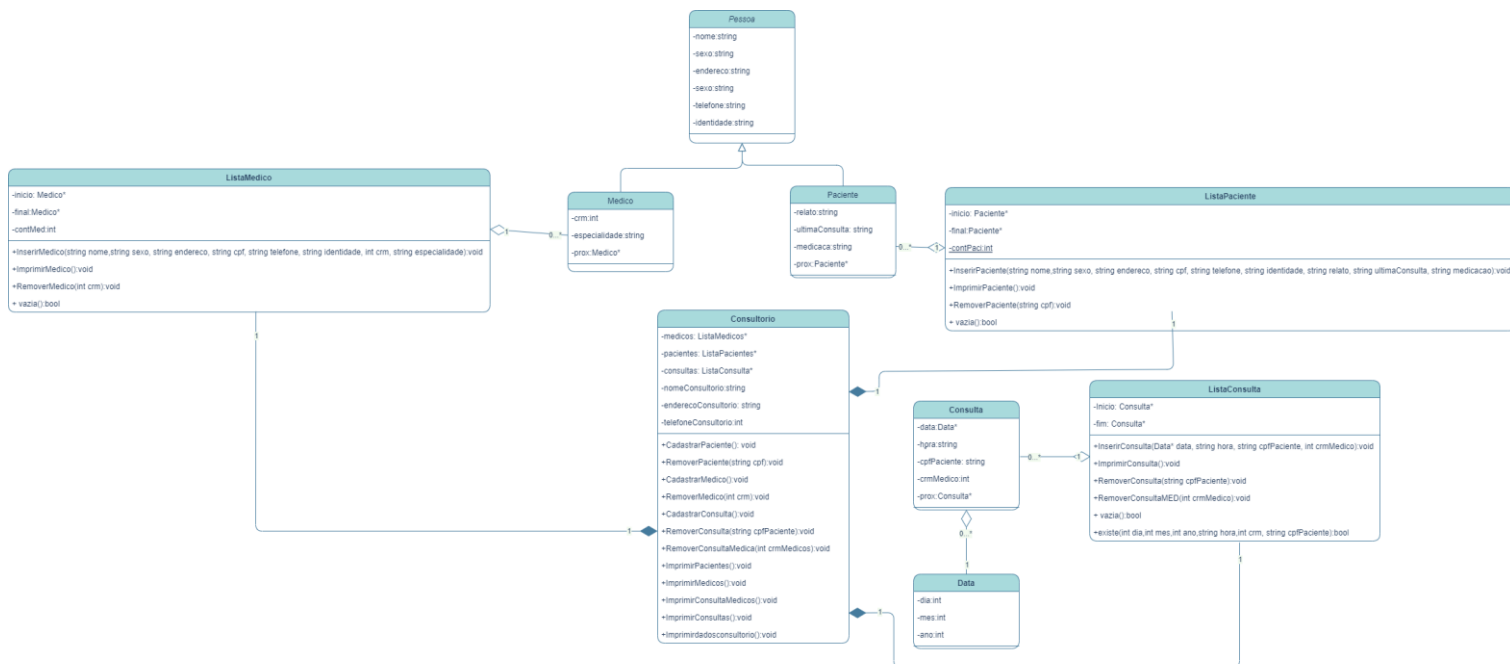 Pessoa
-nome:string
-sexo:string
-endereco:string
-sexo:string
-telefone:string
-identidade:string
ListaMedico
-inicio: Medico*
-final:Medico*
-contMed:int
+InserirMedico(string nome,string sexo, string endereco, string cpf, string telefone, string identidade, int crm, string especialidade):void
+ImprimirMedico():void
+RemoverMedico(int crm):void
+ vazia():bool
1
0...*
Medico
-crm:int
-especialidade:string
-prox:Medico*
Paciente
-relato:string
-ultimaConsulta: string
-medicaca:string
-prox:Paciente*
0...*
1
ListaPaciente
-inicio: Paciente*
-final:Paciente*
-contPaci:int
+InserirPaciente(string nome,string sexo, string endereco, string cpf, string telefone, string identidade, string relato, string ultimaConsulta, string medicacao):void
+ImprimirPaciente():void
+RemoverPaciente(string cpf):void
+ vazia():bool
1
1
Consultorio
-medicos: ListaMedicos*
-pacientes: ListaPacientes*
-consultas: ListaConsulta*
-nomeConsultorio:string
-enderecoConsultorio: string
-telefoneConsultorio:int
+CadastrarPaciente(): void
+RemoverPaciente(string cpf):void
+CadastrarMedico():void
+RemoverMedico(int crm):void
+CadastrarConsulta():void
+RemoverConsulta(string cpfPaciente):void
+RemoverConsultaMedica(int crmMedicos):void
+ImprimirPacientes():void
+ImprimirMedicos():void
+ImprimirConsultaMedicos():void
+ImprimirConsultas():void
+Imprimirdadosconsultorio():void
1
1
1
Consulta
-data:Data*
-hpra:string
-cpfPaciente: string
-crmMedico:int
-prox:Consulta*
0...*
1
ListaConsulta
-Inicio: Consulta*
-fim: Consulta*
+InserirConsulta(Data* data, string hora, string cpfPaciente, int crmMedico):void
+ImprimirConsulta():void
+RemoverConsulta(string cpfPaciente):void
+RemoverConsultaMED(int crmMedico):void
+ vazia():bool
+existe(int dia,int mes,int ano,string hora,int crm, string cpfPaciente):bool
1
0...*
1
Data
-dia:int
-mes:int
-ano:int